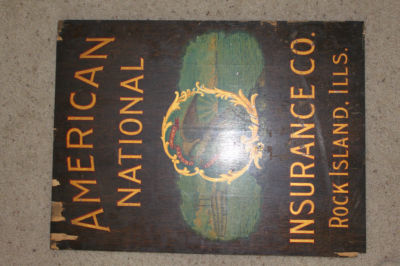 AMERICAN
NATIONAL
INSURANCE CO.
ROCK ISLAND, ILLS.